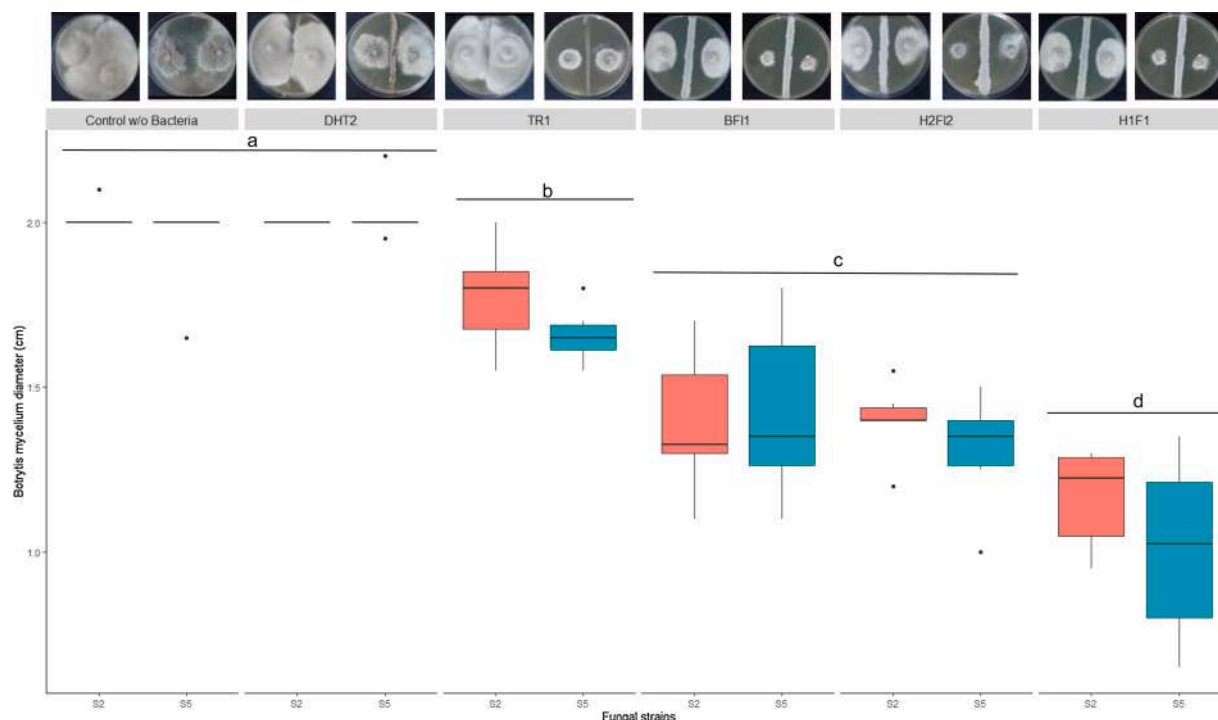 Control w/o Bacteria DHT2 TR1 BFI1 H2FI2 H1F1
a
b
c
d
2.0
1.5
1.0
Botrytis mycelium diameter (cm)
S2 S5 S2 S5 S2 S5 S2 S5 S2 S5 S2 S5
Fungal strains